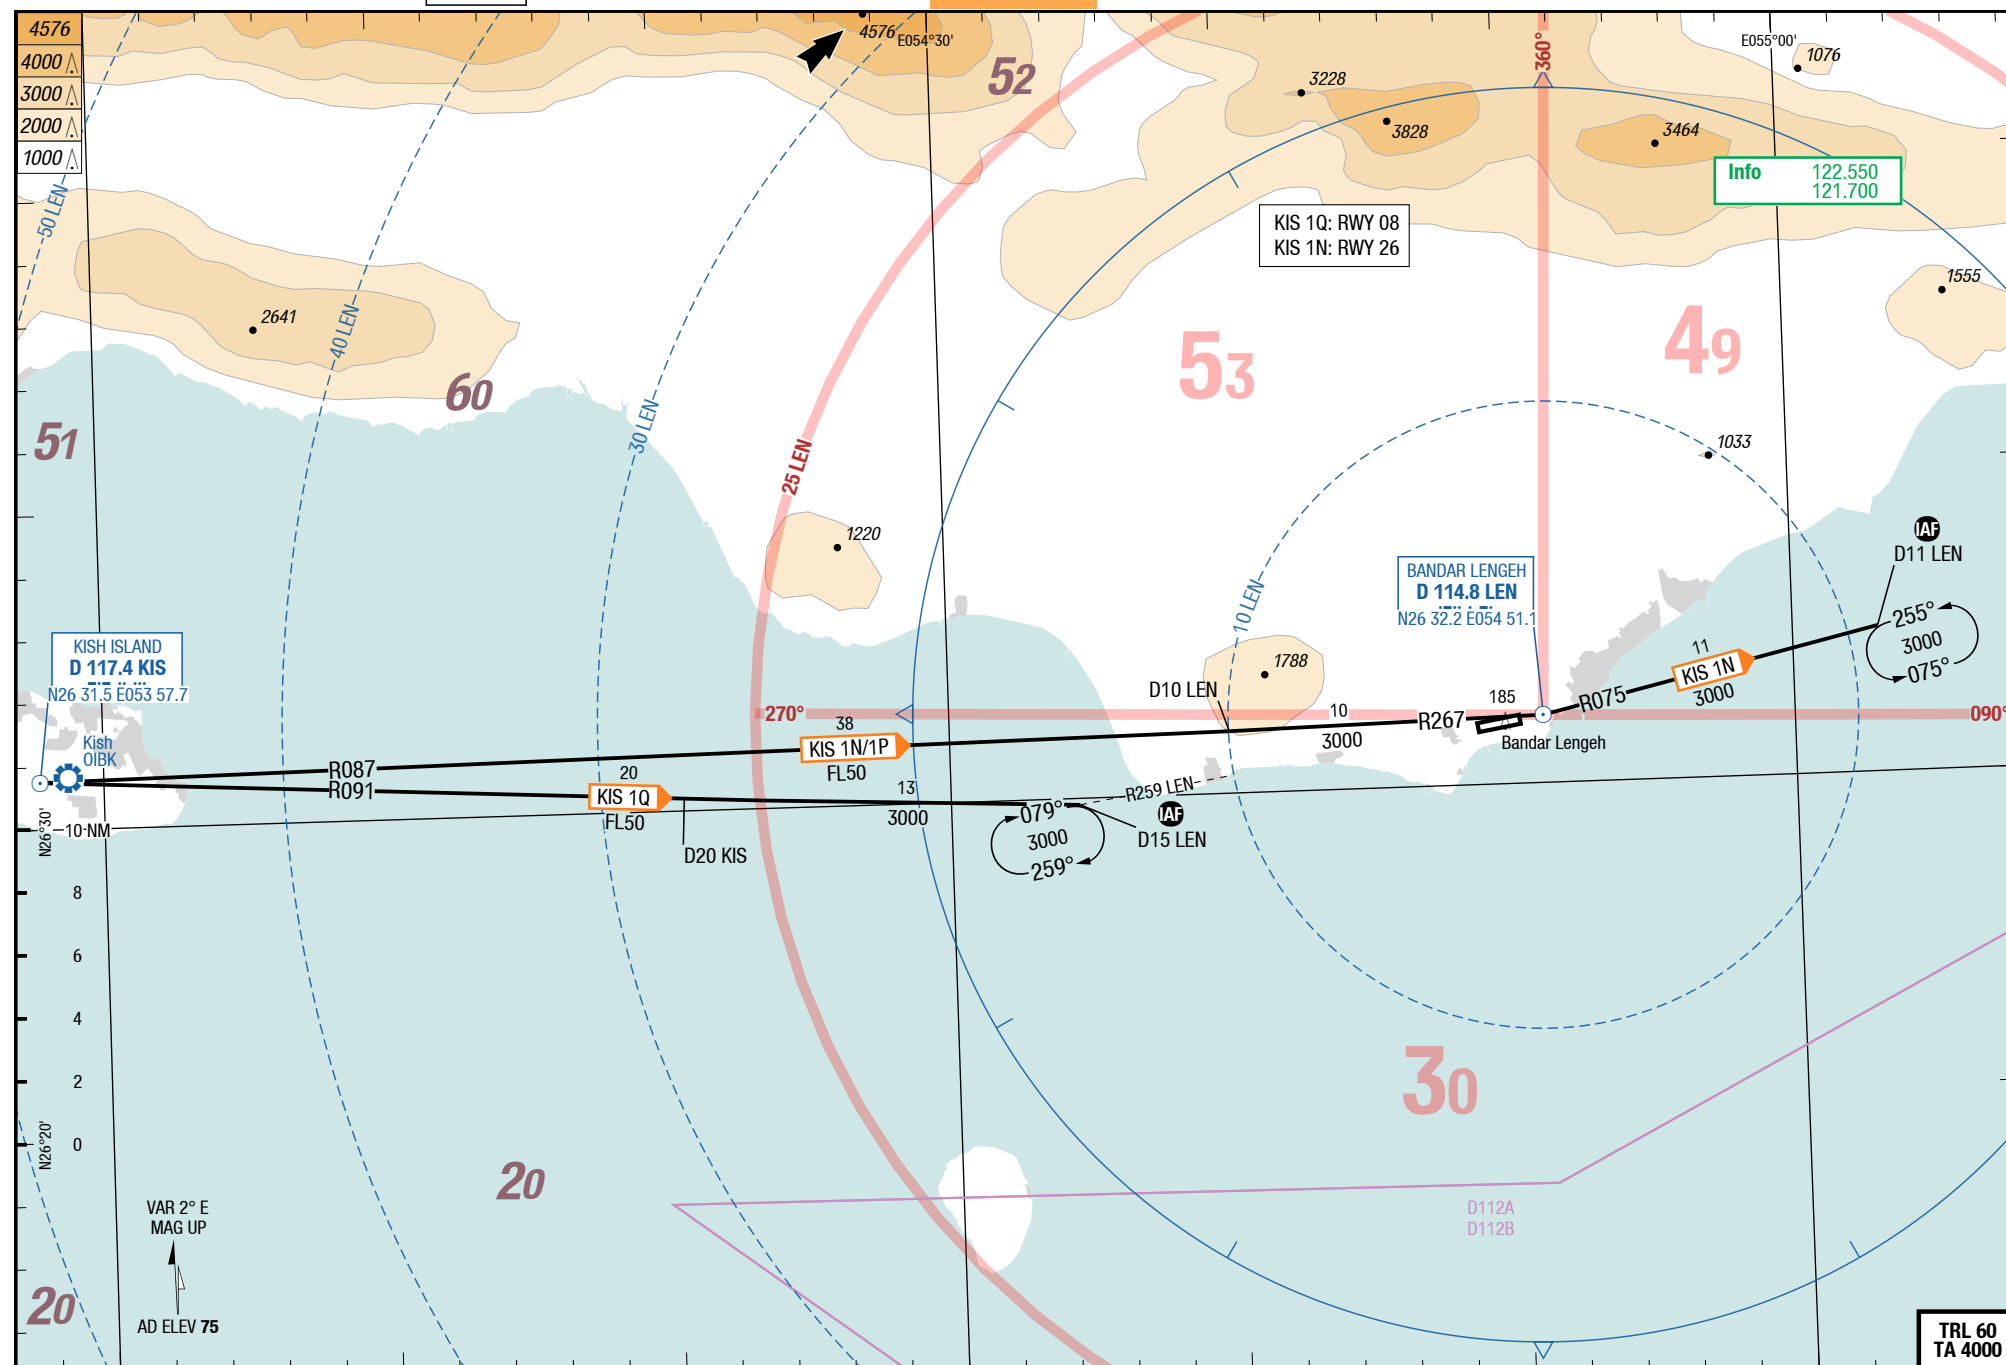 4576
4000
3000
2000
1000
4576
E054°30'
52
360°
E055°00'
1076
3228
3828
3464
Info 122.550
121.700
50 LEN
KIS 1Q: RWY 08
KIS 1N: RWY 26
1555
2641
40 LEN
53
49
60
51
30 LEN
25 LEN
1033
1220
IAF
D11 LEN
BANDAR LENGEH
D 114.8 LEN
N26 32.2 E054 51.1
10 LEN
255°
3000
075°
KISH ISLAND
D 117.4 KIS
N26 31.5 E053 57.7
1788
11
KIS 1N
3000
D10 LEN
185
R075
270°
38
10
R267
090°
Kish
OIBK
KIS 1N/1P
3000
Bandar Lengeh
R087
FL50
R091
20
KIS 1Q
FL50
13
3000
R259 LEN
079°
3000
259°
IAF
D15 LEN
N26°30'
10 NM
D20 KIS
8
6
4
2
0
30
N26°20'
20
D112A
D112B
VAR 2° E
MAG UP
20
AD ELEV 75
TRL 60
TA 4000